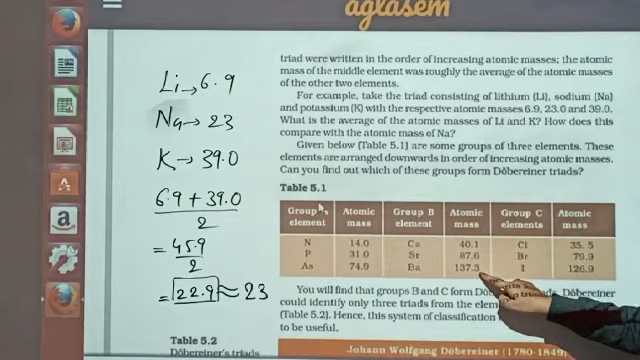 aglasem
Li→6.9
Na→23
K→39.0
6.9 + 39.0
2
= 45.9
2
= 22.9 ≈ 23
triad were written in the order of increasing atomic masses; the atomic
mass of the middle element was roughly the average of the atomic masses
of the other two elements.
For example, take the triad consisting of lithium (Li), sodium (Na)
and potassium (K) with the respective atomic masses 6.9, 23.0 and 39.0.
What is the average of the atomic masses of Li and K? How does this
compare with the atomic mass of Na?
Given below (Table 5.1) are some groups of three elements. These
elements are arranged downwards in order of increasing atomic masses.
Can you find out which of these groups form Döbereiner triads?
Table 5.1
Group A element Atomic mass Group B element Atomic mass Group C elements Atomic mass
N 14.0 Ca 40.1 Cl 35.5
P 31.0 Sr 87.6 Br 79.9
As 74.9 Ba 137.3 I 126.9
You will find that groups B and C form triads. Döbereiner
could identify only three triads from the
(Table 5.2). Hence, this system of classification
to be useful.
Table 5.2
Döbereiner's triads
Johann Wolfgang Döbereiner (1780-1849)